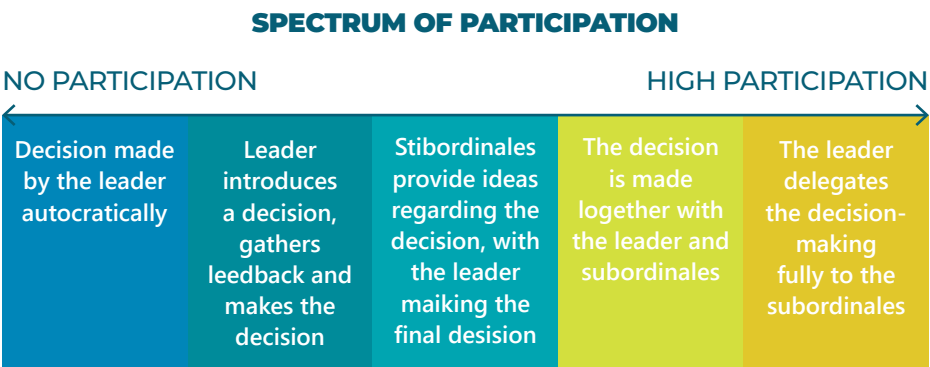 SPECTRUM OF PARTICIPATION
NO PARTICIPATION
HIGH PARTICIPATION
Decision made
by the leader
autocratically
Leader
introduces
a decision,
gathers
leedback and
makes the
decision
Stibordinales
provide ideas
regarding the
decision, with
the leader
maiking the
final desision
The decision
is made
logether with
the leader and
subordinales
The leader
delegates
the decision-
making
fully to the
subordinales